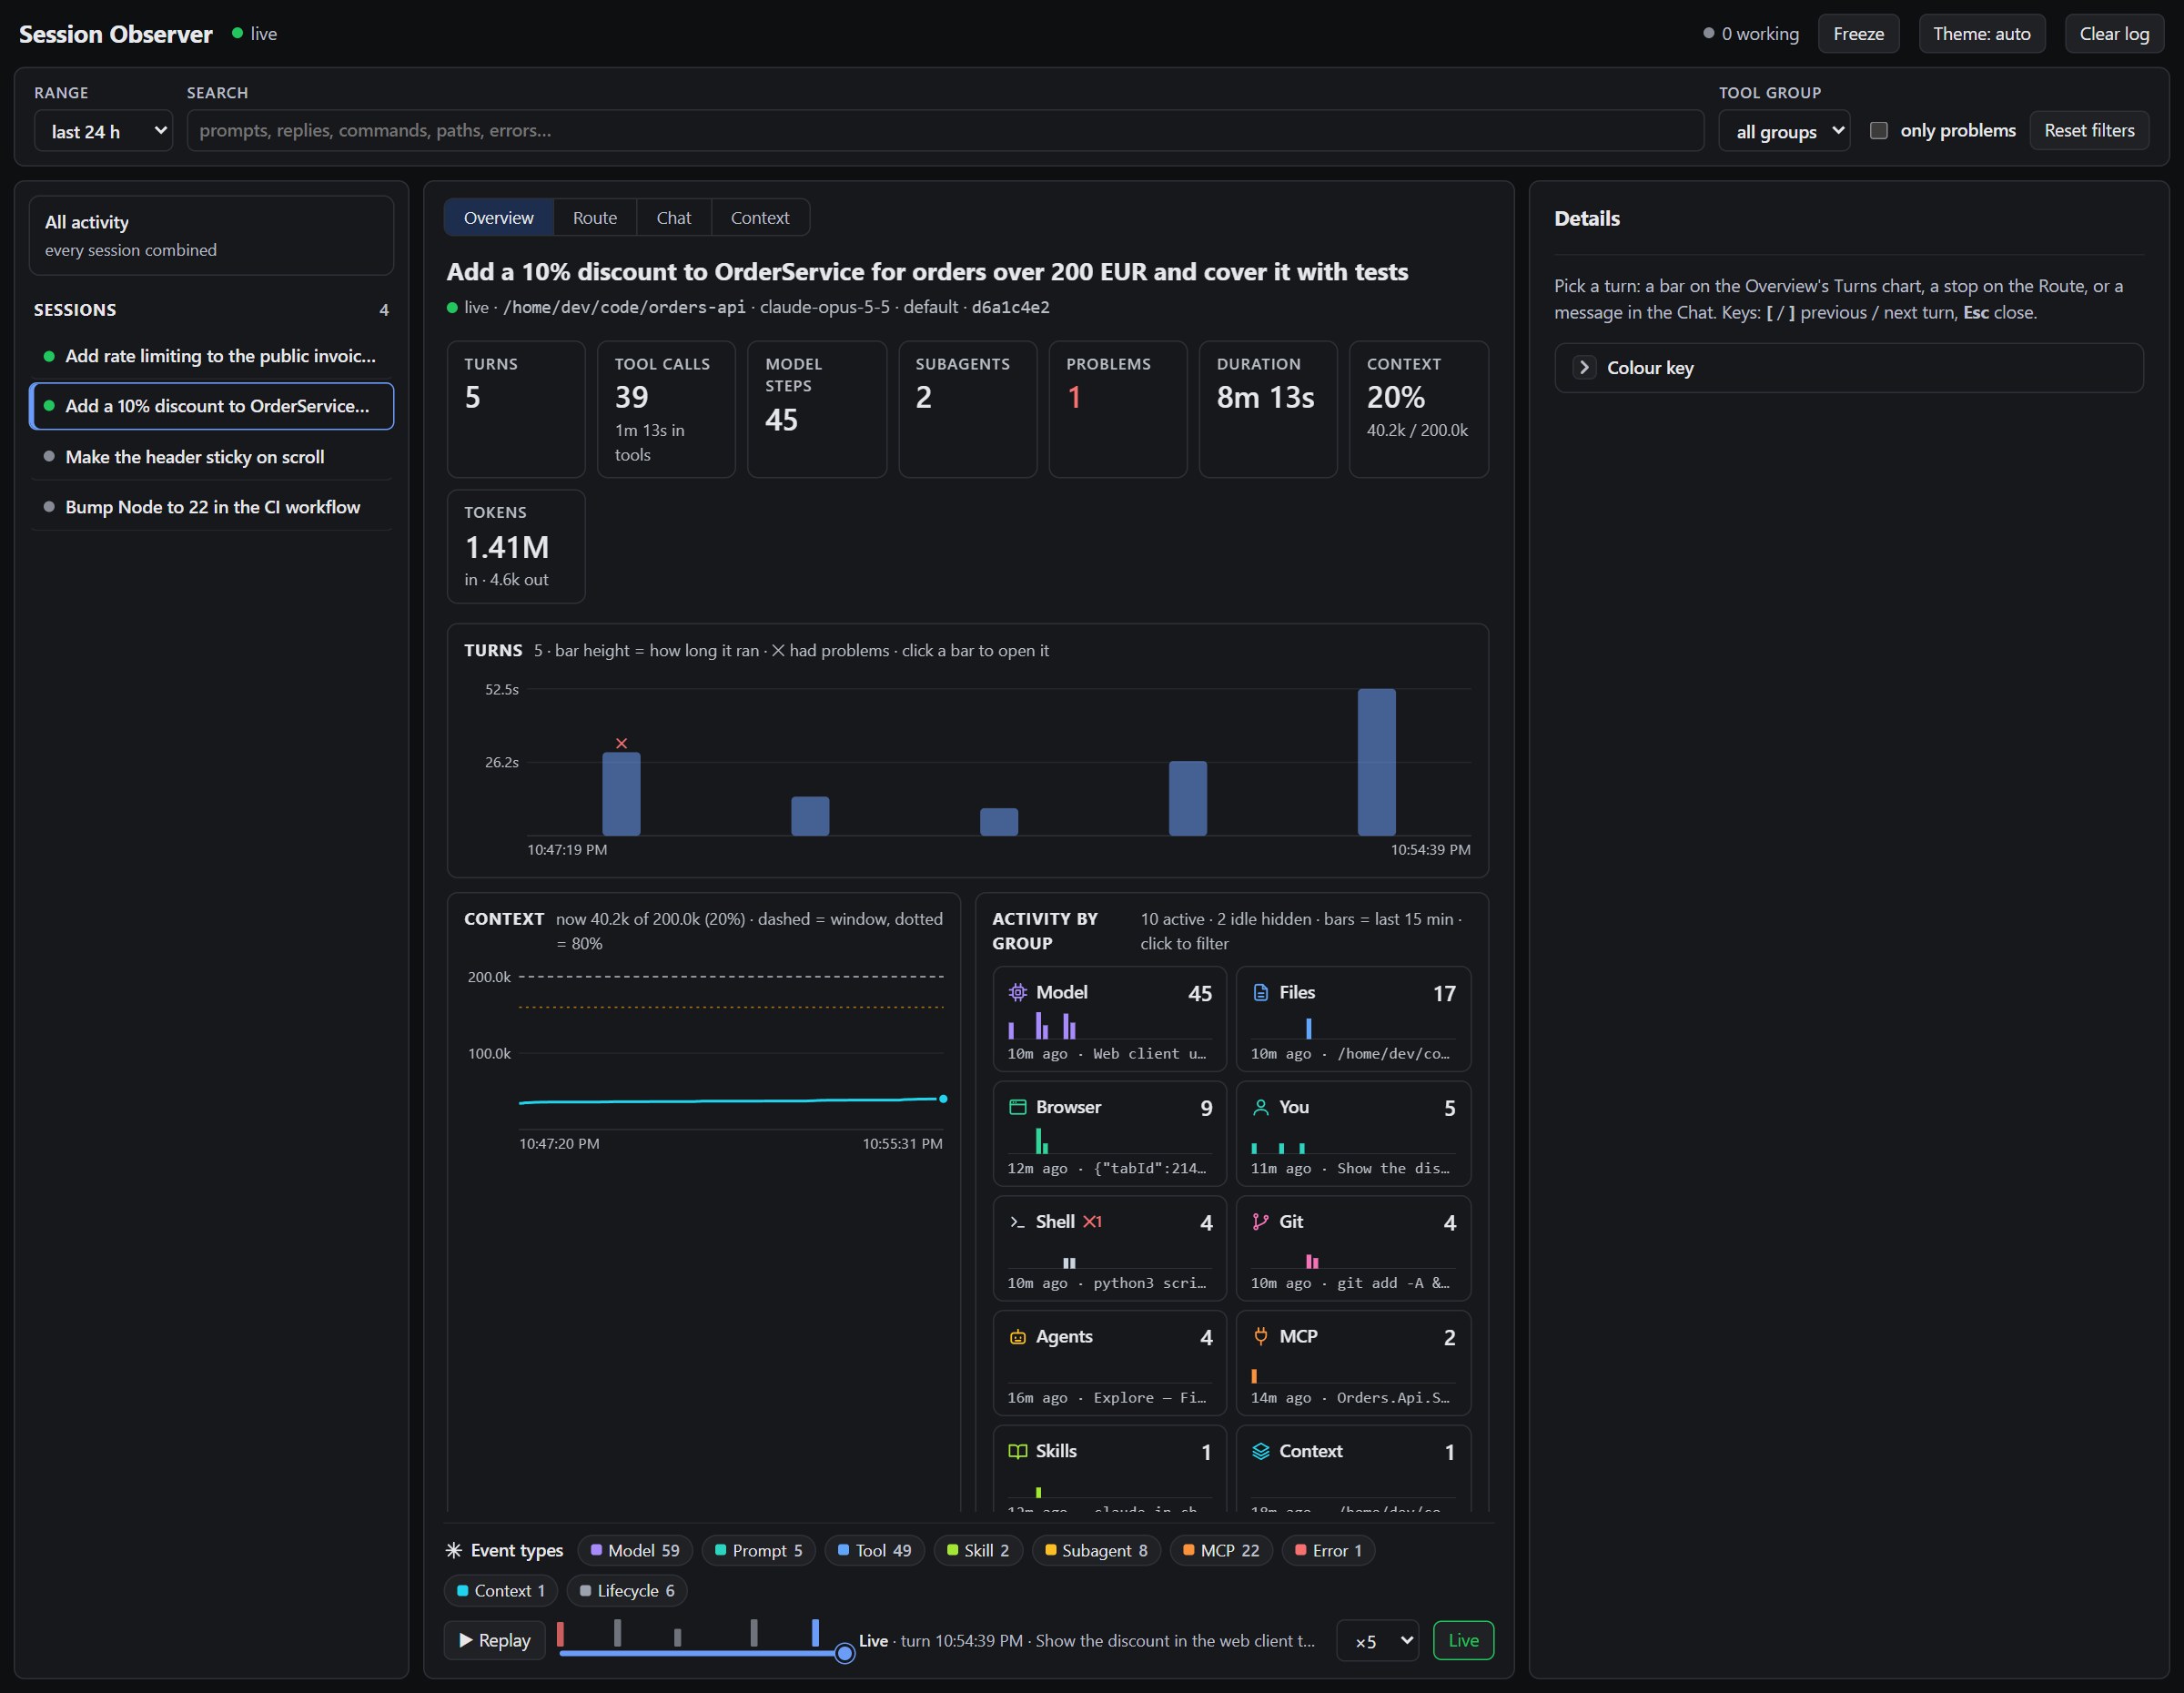 Session Observer
live
0 working
Freeze
Theme: auto
Clear log
RANGE
last 24 h
SEARCH
prompts, replies, commands, paths, errors...
TOOL GROUP
all groups
only problems
Reset filters
All activity
every session combined
SESSIONS 4
Add rate limiting to the public invoic...
Add a 10% discount to OrderService...
Make the header sticky on scroll
Bump Node to 22 in the CI workflow
Overview
Route
Chat
Context
Add a 10% discount to OrderService for orders over 200 EUR and cover it with tests
live · /home/dev/code/orders-api · claude-opus-5-5 · default · d6a1c4e2
TURNS
5
TOOL CALLS
39
1m 13s in
tools
MODEL
STEPS
45
SUBAGENTS
2
PROBLEMS
1
DURATION
8m 13s
CONTEXT
20%
40.2k / 200.0k
TOKENS
1.41M
in · 4.6k out
TURNS 5 · bar height = how long it ran · × had problems · click a bar to open it
52.5s
26.2s
10:47:19 PM
10:54:39 PM
CONTEXT now 40.2k of 200.0k (20%) · dashed = window, dotted
= 80%
200.0k
100.0k
10:47:20 PM
10:55:31 PM
ACTIVITY BY
GROUP
10 active · 2 idle hidden · bars = last 15 min ·
click to filter
Model 45
10m ago · Web client u...
Files 17
10m ago · /home/dev/co...
Browser 9
12m ago · {"tabId":214...
You 5
11m ago · Show the dis...
Shell ×1 4
10m ago · python3 scri...
Git 4
10m ago · git add -A &...
Agents 4
16m ago · Explore — Fi...
MCP 2
14m ago · Orders.Api.S...
Skills 1
Context 1
Event types
Model 59
Prompt 5
Tool 49
Skill 2
Subagent 8
MCP 22
Error 1
Context 1
Lifecycle 6
Replay
Live · turn 10:54:39 PM · Show the discount in the web client t...
×5
Live
Details
Pick a turn: a bar on the Overview's Turns chart, a stop on the Route, or a
message in the Chat. Keys: [ / ] previous / next turn, Esc close.
Colour key